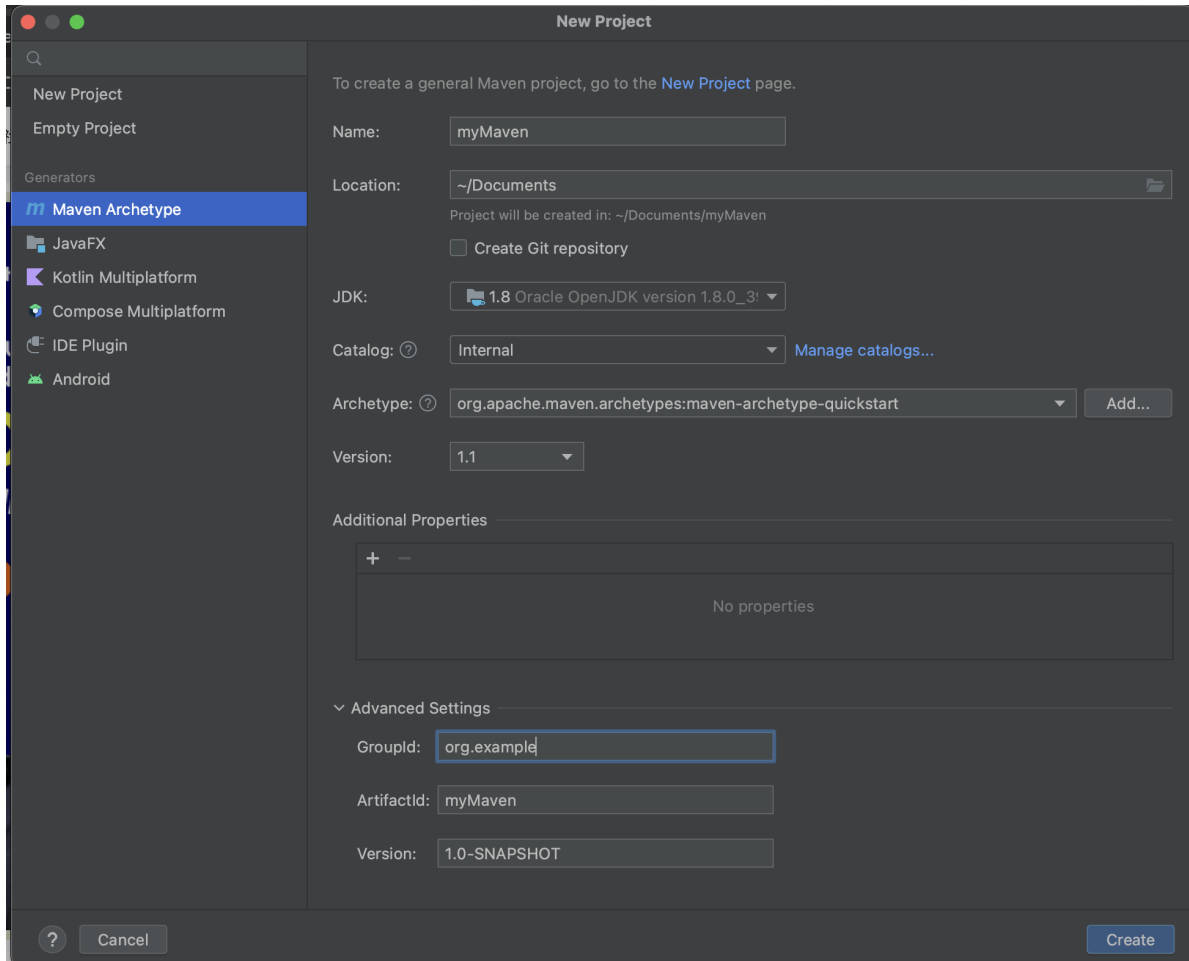 New Project
New Project
Empty Project
Generators
Maven Archetype
JavaFX
Kotlin Multiplatform
Compose Multiplatform
IDE Plugin
Android
To create a general Maven project, go to the New Project page.
Name: myMaven
Location: ~/Documents
Project will be created in: ~/Documents/myMaven
Create Git repository
JDK: 1.8 Oracle OpenJDK version
Catalog: ? Internal Manage catalogs...
Archetype: ? org.apache.maven.archetypes:maven-archetype-quickstart Add...
Version: 1.1
Additional Properties
+ −
No properties
Advanced Settings
GroupId: org.example
ArtifactId: myMaven
Version: 1.0-SNAPSHOT
? Cancel Create